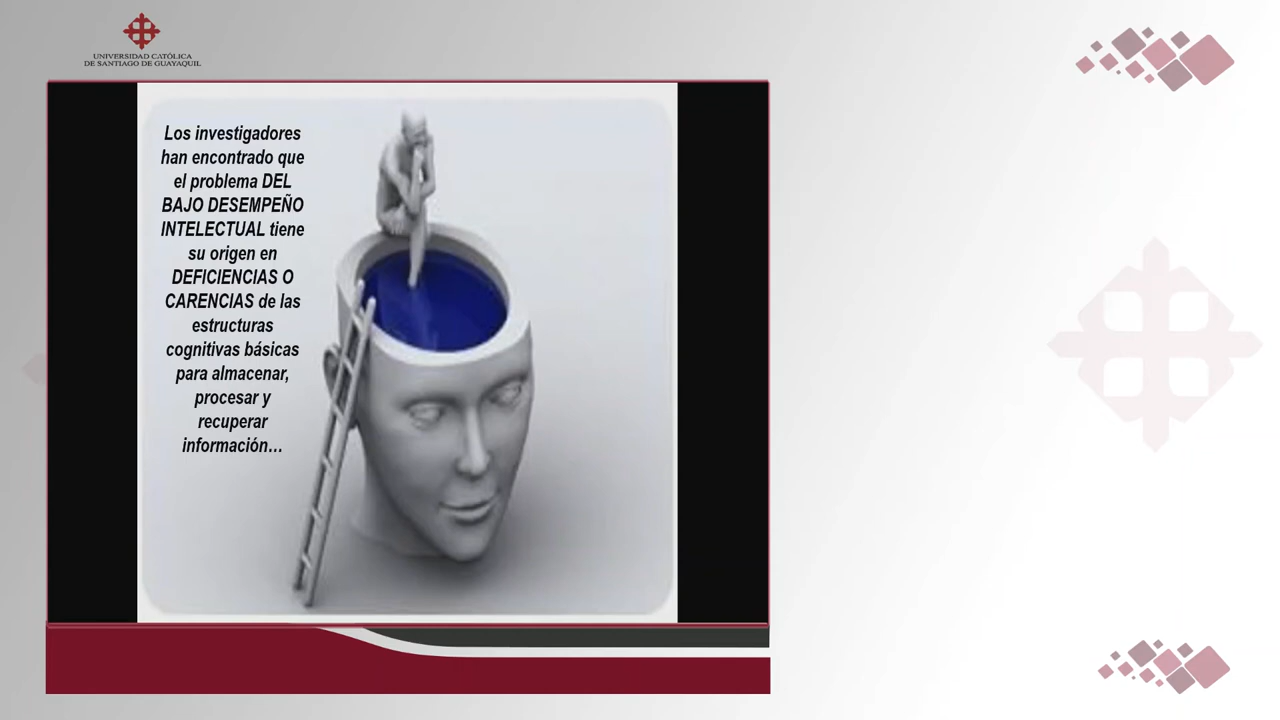 UNIVERSIDAD CATÓLICA
DE SANTIAGO DE GUAYAQUIL
Los investigadores
han encontrado que
el problema DEL
BAJO DESEMPEÑO
INTELECTUAL tiene
su origen en
DEFICIENCIAS O
CARENCIAS de las
estructuras
cognitivas básicas
para almacenar,
procesar y
recuperar
información...